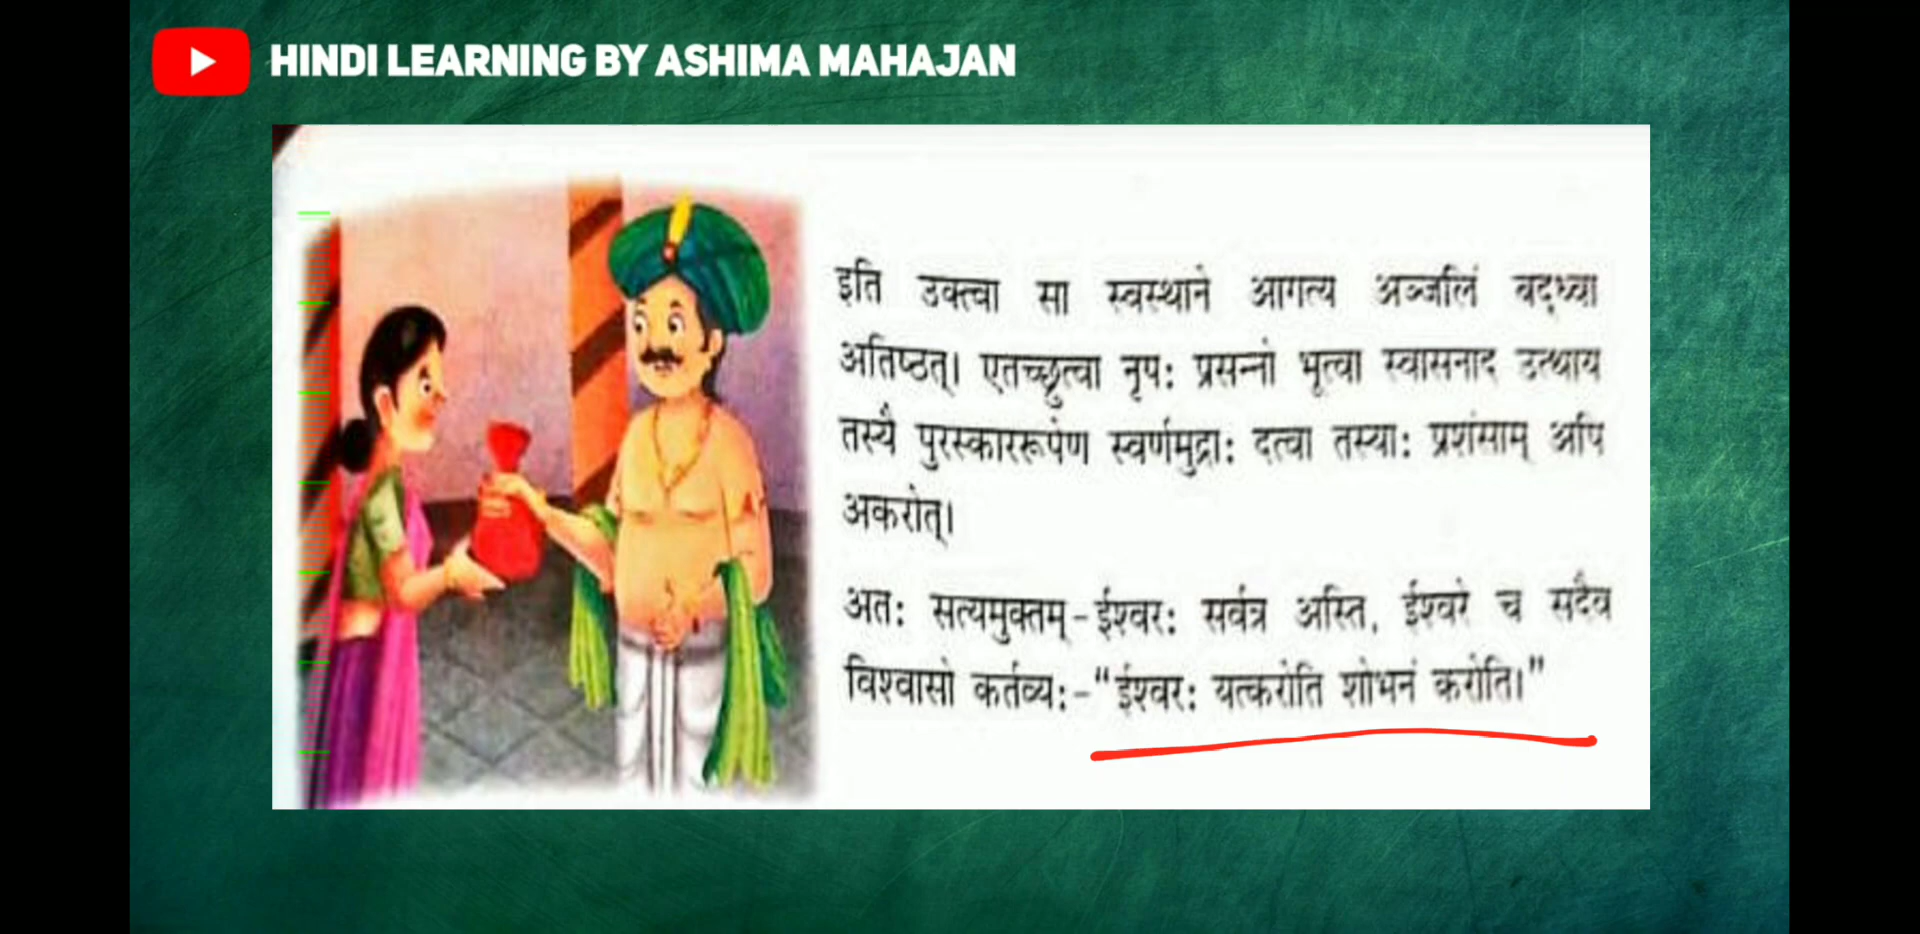 HINDI LEARNING BY ASHIMA MAHAJAN
इति उक्त्वा सा स्वस्थाने आगत्य अञ्जलिं बद्ध्वा
अतिष्ठत्। एतच्छ्रुत्वा नृपः प्रसन्नो भूत्वा स्वासनाद उत्थाय
तस्यै पुरस्काररूपेण स्वर्णमुद्राः दत्वा तस्याः प्रशंसाम् अपि
अकरोत्।
अतः सत्यमुक्तम्-ईश्वरः सर्वत्र अस्ति, ईश्वरे च सदैव
विश्वासो कर्तव्यः-“ईश्वरः यत्करोति शोभनं करोति।”